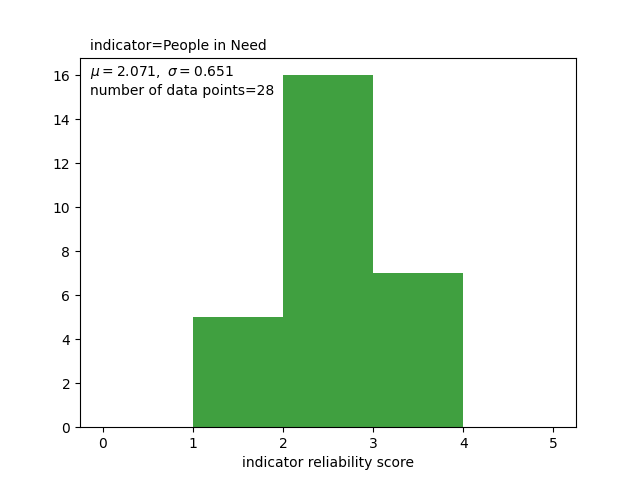 indicator=People in Need
μ = 2.071, σ = 0.651
number of data points=28
16
14
12
10
8
6
4
2
0
0 1 2 3 4 5
indicator reliability score